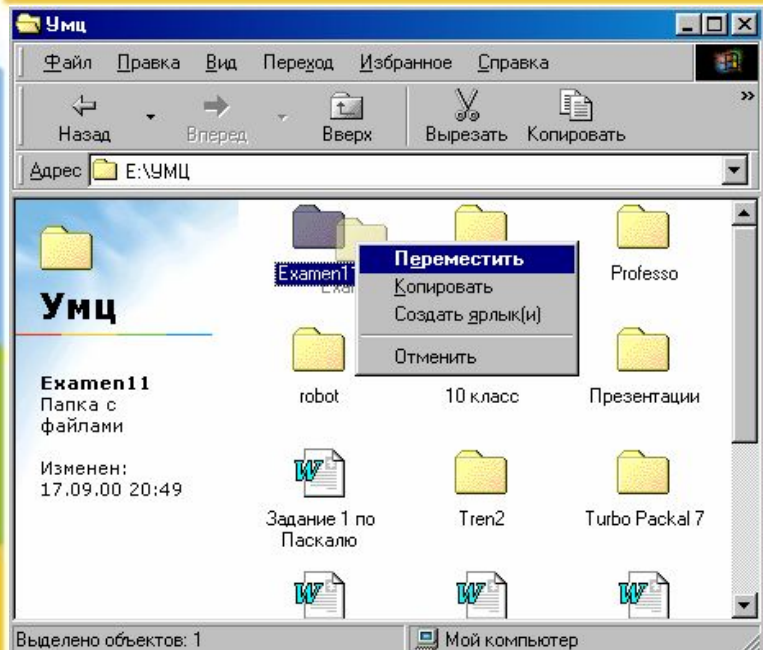 Умц
Файл Правка Вид Переход Избранное Справка
Назад Вперед Вверх Вырезать Копировать »
Адрес E:\УМЦ
Умц
Examen11
Папка с
файлами
Изменен:
17.09.00 20:49
Examen1
Professo
Переместить
Копировать
Создать ярлык(и)
Отменить
robot 10 класс Презентации
Задание 1 по
Паскалю
Tren2 Turbo Packal 7
Выделено объектов: 1 Мой компьютер